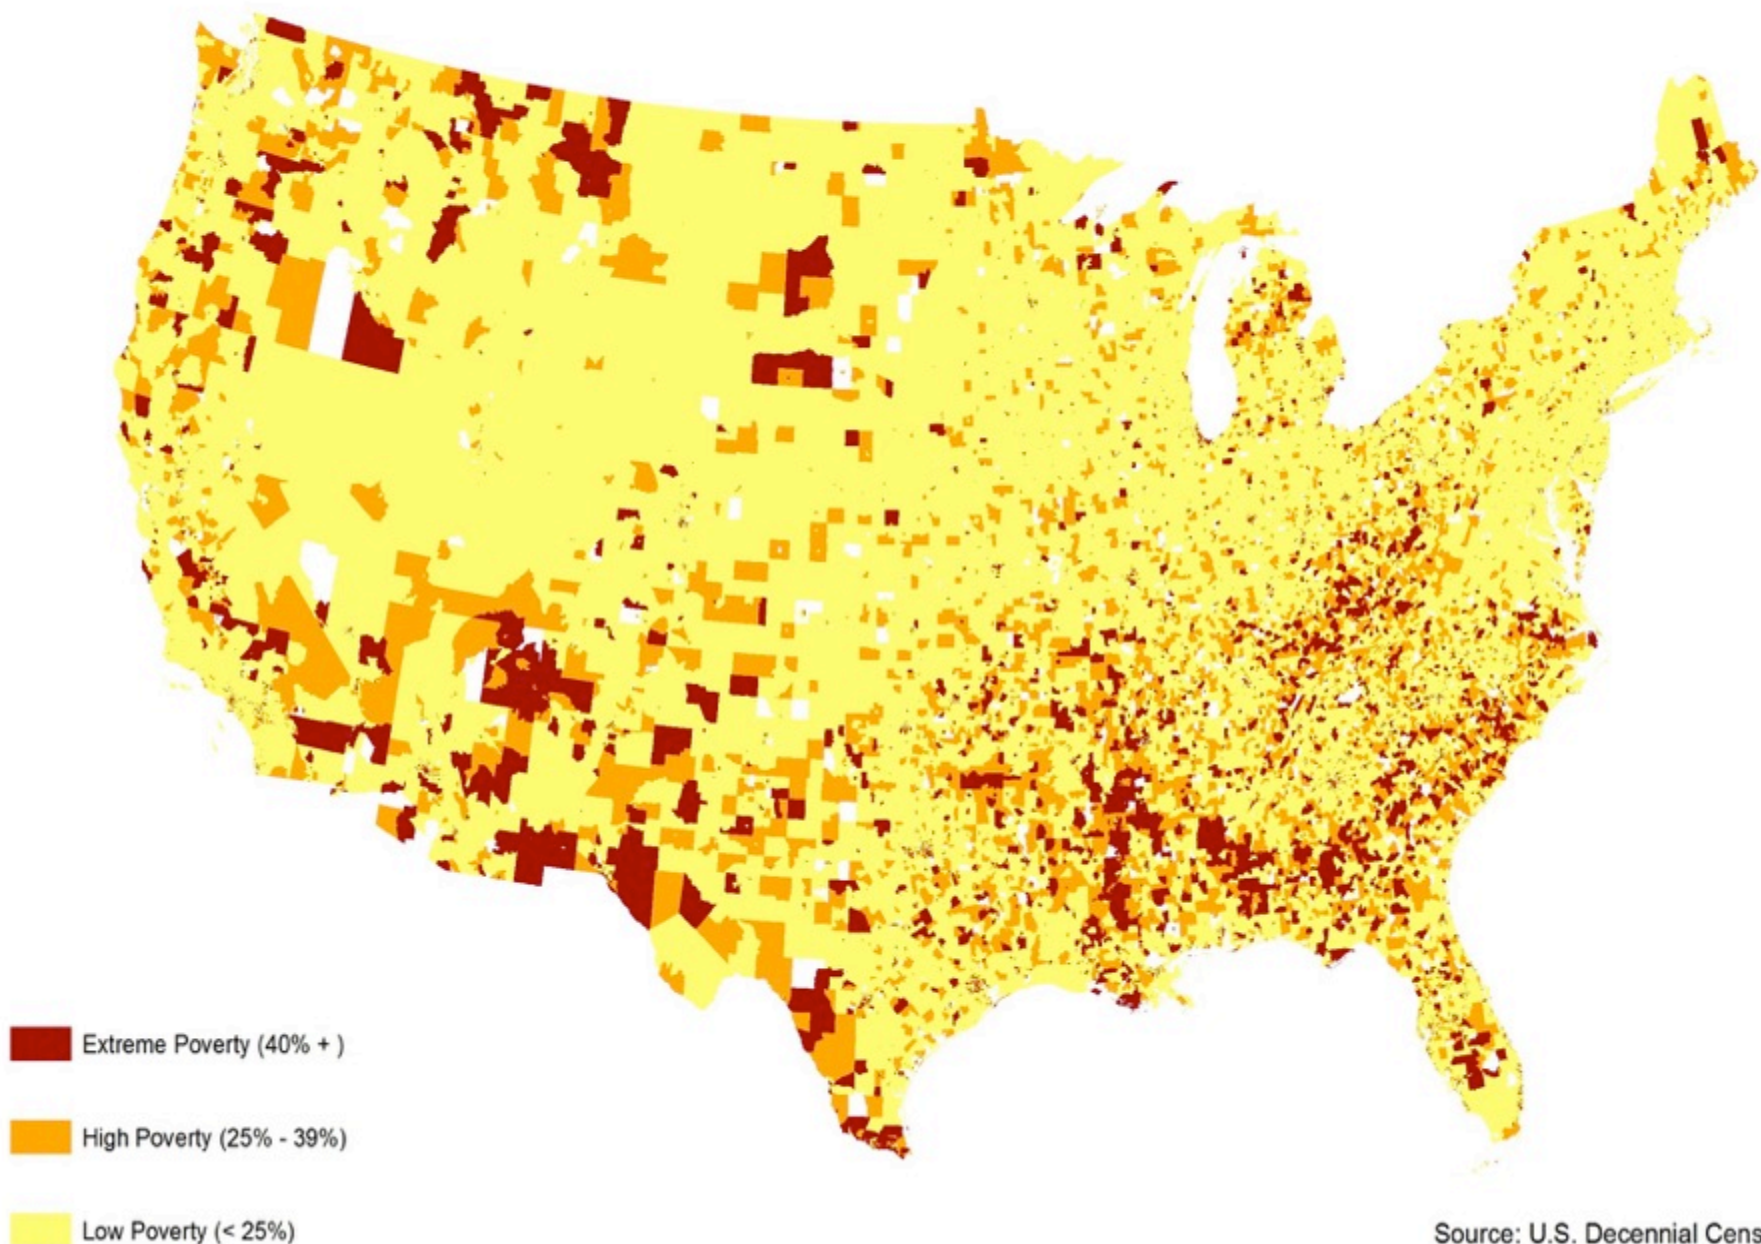 Extreme Poverty (40% + )
High Poverty (25% - 39%)
Low Poverty (< 25%)
Source: U.S. Decennial Cens